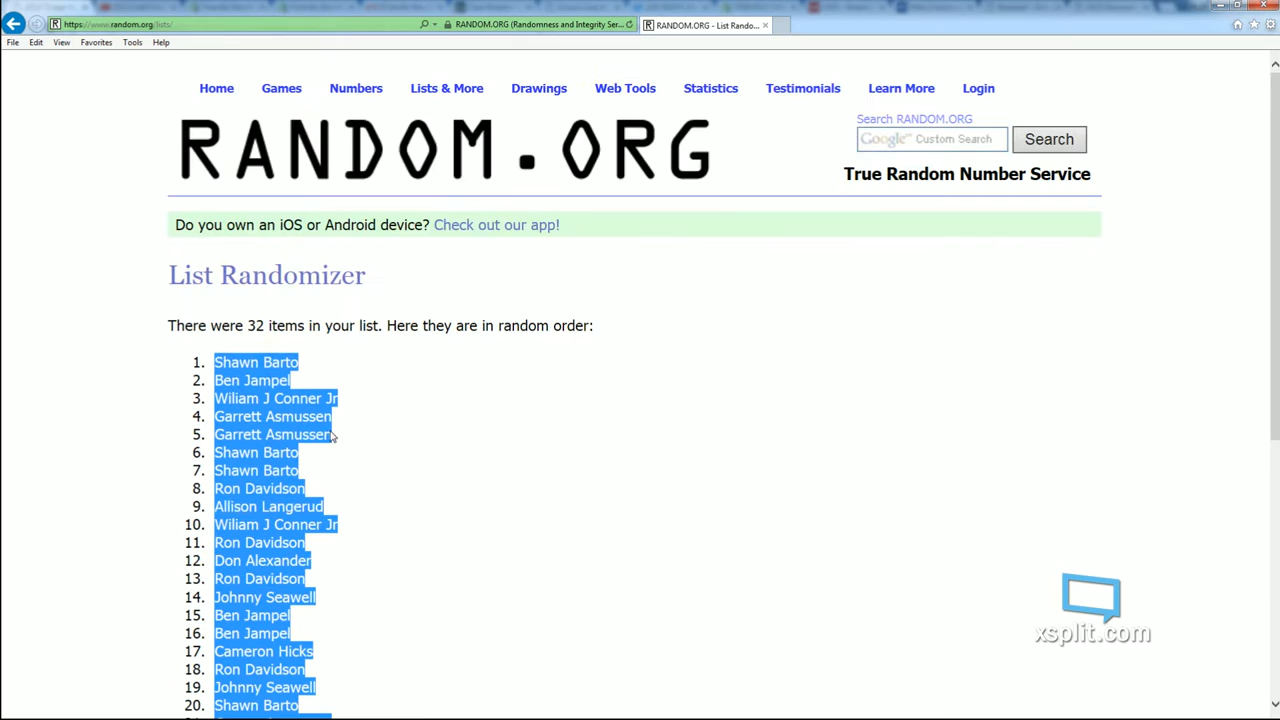 https://www.random.org/lists/
RANDOM.ORG (Randomness and Integrity Ser...
RANDOM.ORG - List Rando...
File Edit View Favorites Tools Help
Home Games Numbers Lists & More Drawings Web Tools Statistics Testimonials Learn More Login
RANDOM.ORG
Search RANDOM.ORG
Google™ Custom Search
Search
True Random Number Service
Do you own an iOS or Android device? Check out our app!
List Randomizer
There were 32 items in your list. Here they are in random order:
1. Shawn Barto
2. Ben Jampel
3. Wiliam J Conner Jr
4. Garrett Asmussen
5. Garrett Asmussen
6. Shawn Barto
7. Shawn Barto
8. Ron Davidson
9. Allison Langerud
10. Wiliam J Conner Jr
11. Ron Davidson
12. Don Alexander
13. Ron Davidson
14. Johnny Seawell
15. Ben Jampel
16. Ben Jampel
17. Cameron Hicks
18. Ron Davidson
19. Johnny Seawell
20. Shawn Barto
xsplit.com